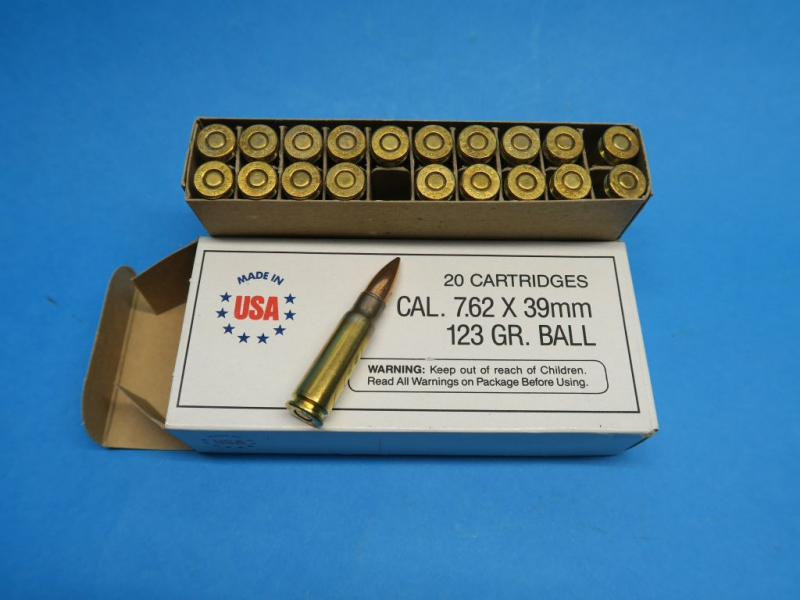 MADE IN
USA
20 CARTRIDGES
CAL. 7.62 X 39mm
123 GR. BALL
WARNING: Keep out of reach of Children.
Read All Warnings on Package Before Using.
USA